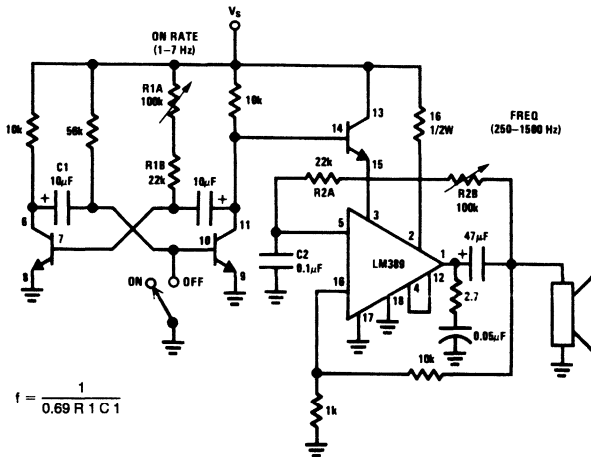 VS
ON RATE
(1–7 Hz)
R1A
100k
10k
56k
10k
R1B
22k
C1
10μF
+
10μF
+
6
7
8
10
11
9
ON
OFF
13
14
15
16
1/2W
FREQ
(250–1500 Hz)
22k
R2A
R2B
100k
5
3
2
C2
0.1μF
LM389
1
12
4
18
16
17
47μF
+
2.7
0.05μF
10k
1k
f = 1
0.69 R 1 C 1